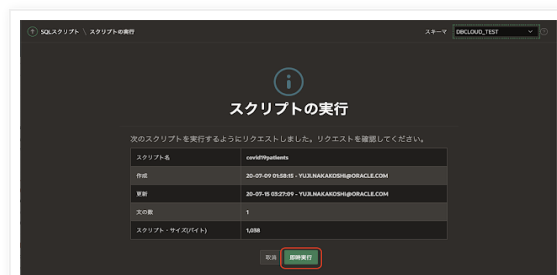 SQLスクリプト \ スクリプトの実行
スキーマ DBCLOUD_TEST
スクリプトの実行
次のスクリプトを実行するようにリクエストしました。リクエストを確認してください。
スクリプト名 covid19patients
作成 20-07-09 01:58:15 - YUJI.NAKAKOSHI@ORACLE.COM
更新 20-07-15 03:27:09 - YUJI.NAKAKOSHI@ORACLE.COM
文の数 1
スクリプト・サイズ(バイト) 1,038
取消 即時実行